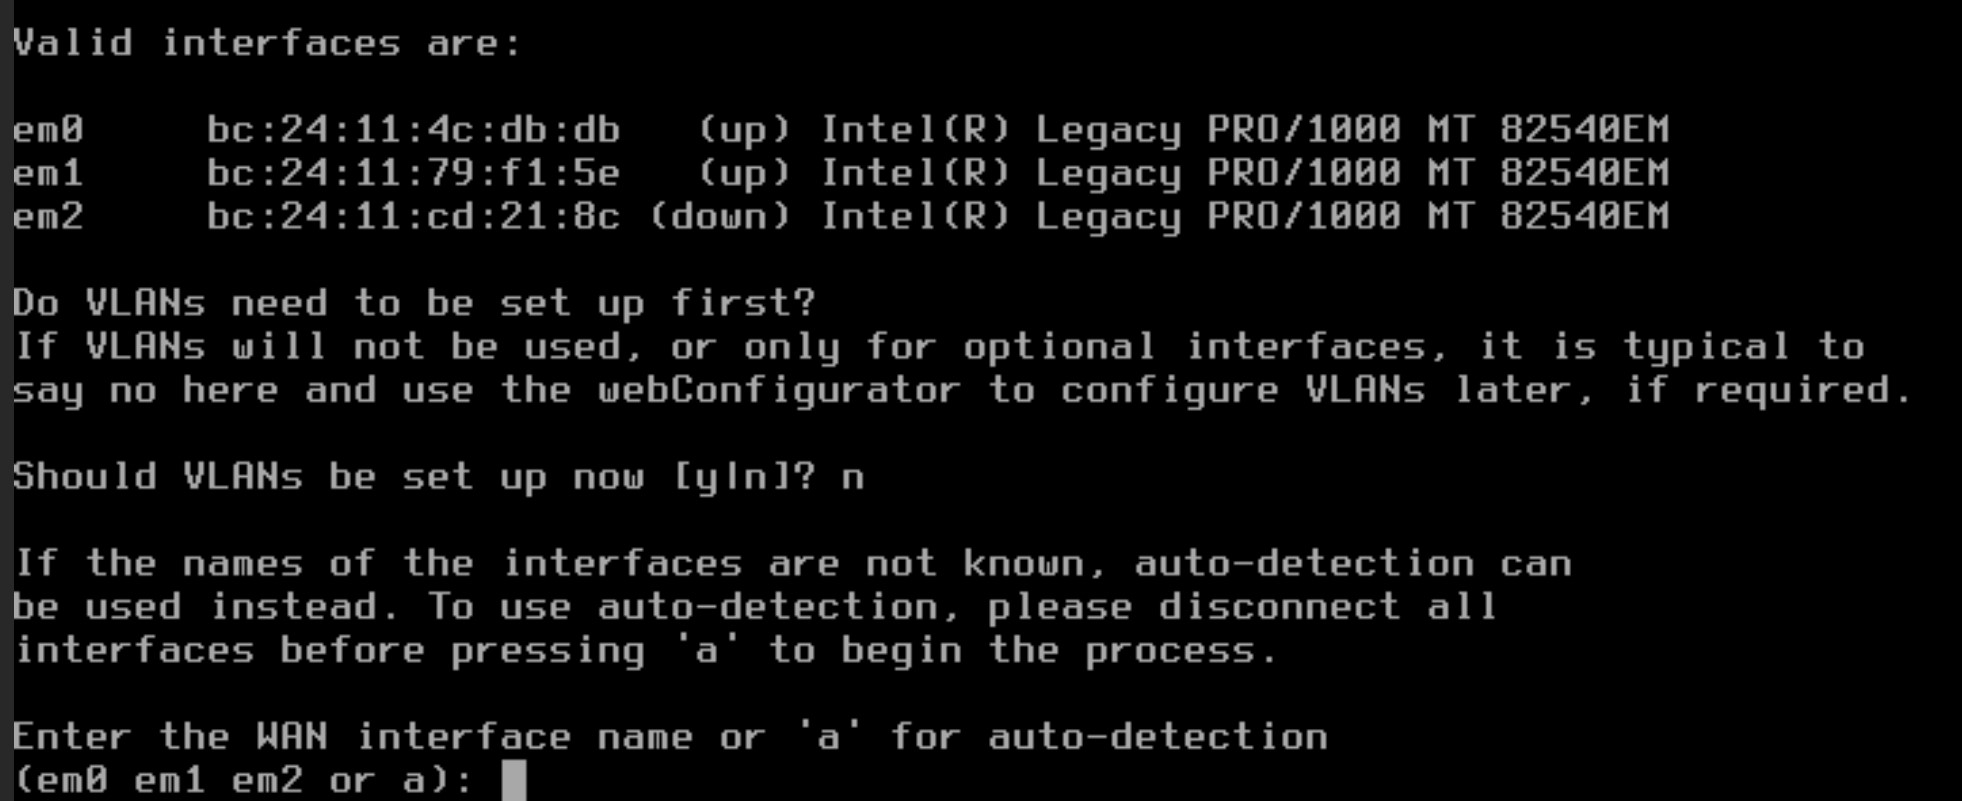 Valid interfaces are:
em0 bc:24:11:4c:db:db (up) Intel(R) Legacy PRO/1000 MT 82540EM
em1 bc:24:11:79:f1:5e (up) Intel(R) Legacy PRO/1000 MT 82540EM
em2 bc:24:11:cd:21:8c (down) Intel(R) Legacy PRO/1000 MT 82540EM
Do VLANs need to be set up first?
If VLANs will not be used, or only for optional interfaces, it is typical to
say no here and use the webConfigurator to configure VLANs later, if required.
Should VLANs be set up now [y|n]? n
If the names of the interfaces are not known, auto-detection can
be used instead. To use auto-detection, please disconnect all
interfaces before pressing 'a' to begin the process.
Enter the WAN interface name or 'a' for auto-detection
(em0 em1 em2 or a):